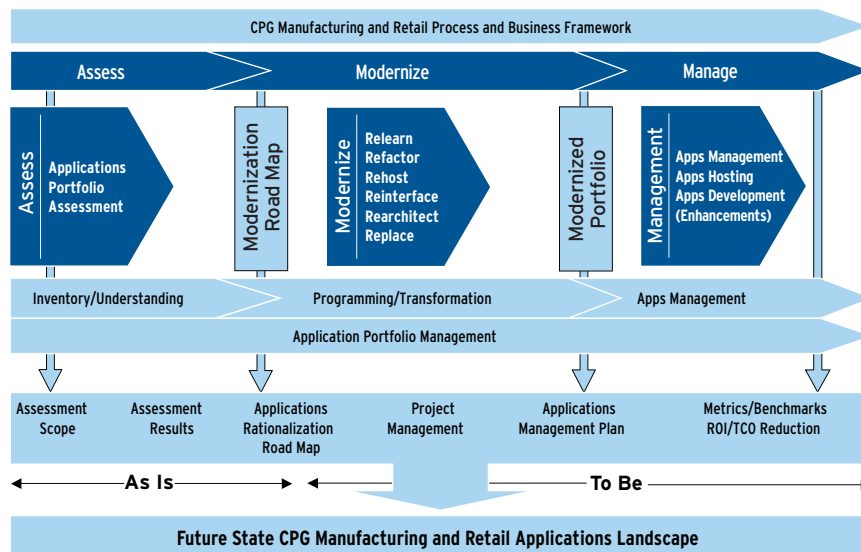 CPG Manufacturing and Retail Process and Business Framework
Assess
Modernize
Manage
Assess
Applications
Portfolio
Assessment
Modernization
Road Map
Modernize
Relearn
Refactor
Rehost
Reinterface
Rearchitect
Replace
Modernized
Portfolio
Management
Apps Management
Apps Hosting
Apps Development
(Enhancements)
Inventory/Understanding
Programming/Transformation
Apps Management
Application Portfolio Management
Assessment
Scope
Assessment
Results
Applications
Rationalization
Road Map
Project
Management
Applications
Management Plan
Metrics/Benchmarks
ROI/TCO Reduction
As Is
To Be
Future State CPG Manufacturing and Retail Applications Landscape